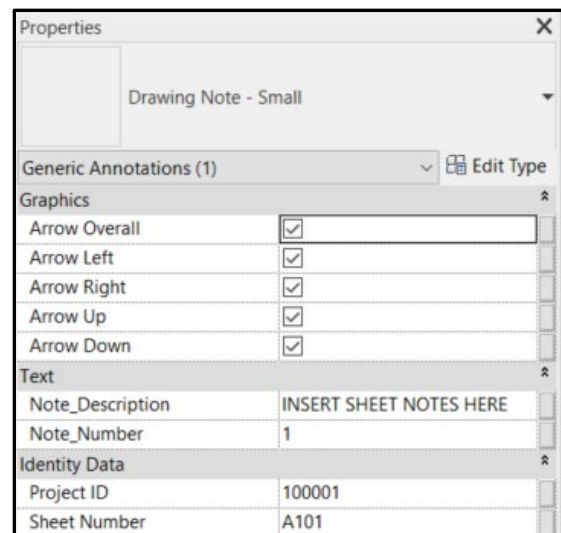 Properties
Drawing Note - Small
Generic Annotations (1) Edit Type
Graphics
Arrow Overall
Arrow Left
Arrow Right
Arrow Up
Arrow Down
Text
Note_Description INSERT SHEET NOTES HERE
Note_Number 1
Identity Data
Project ID 100001
Sheet Number A101